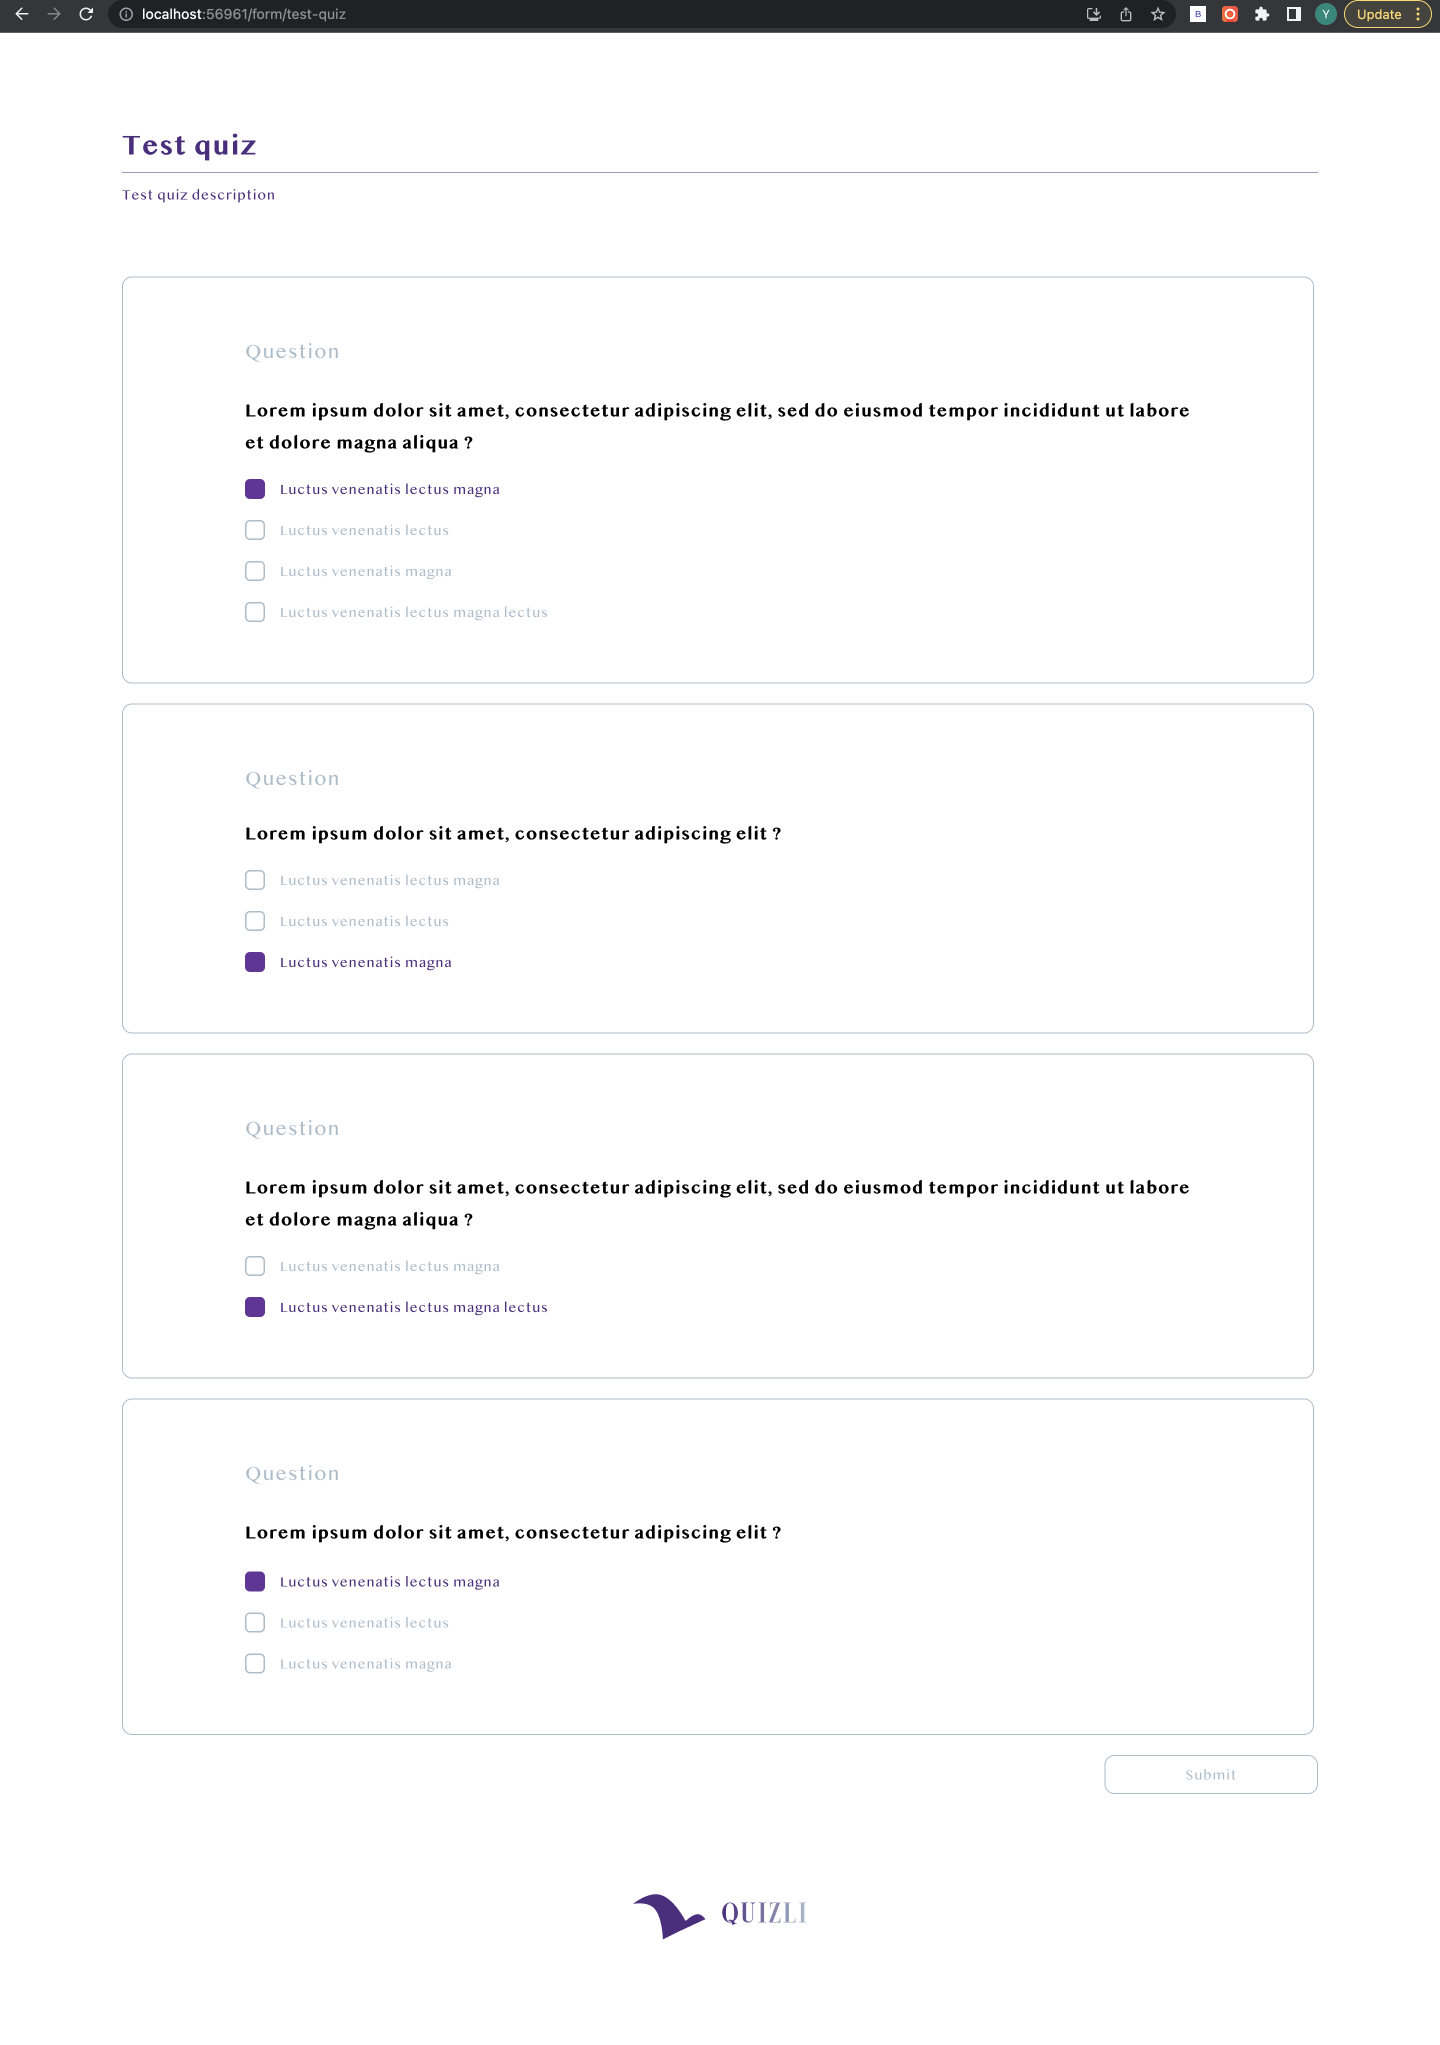 localhost:56961/form/test-quiz
B
Y
Update
Test quiz
Test quiz description
Question
Lorem ipsum dolor sit amet, consectetur adipiscing elit, sed do eiusmod tempor incididunt ut labore
et dolore magna aliqua ?
Luctus venenatis lectus magna
Luctus venenatis lectus
Luctus venenatis magna
Luctus venenatis lectus magna lectus
Question
Lorem ipsum dolor sit amet, consectetur adipiscing elit ?
Luctus venenatis lectus magna
Luctus venenatis lectus
Luctus venenatis magna
Question
Lorem ipsum dolor sit amet, consectetur adipiscing elit, sed do eiusmod tempor incididunt ut labore
et dolore magna aliqua ?
Luctus venenatis lectus magna
Luctus venenatis lectus magna lectus
Question
Lorem ipsum dolor sit amet, consectetur adipiscing elit ?
Luctus venenatis lectus magna
Luctus venenatis lectus
Luctus venenatis magna
Submit
QUIZLI